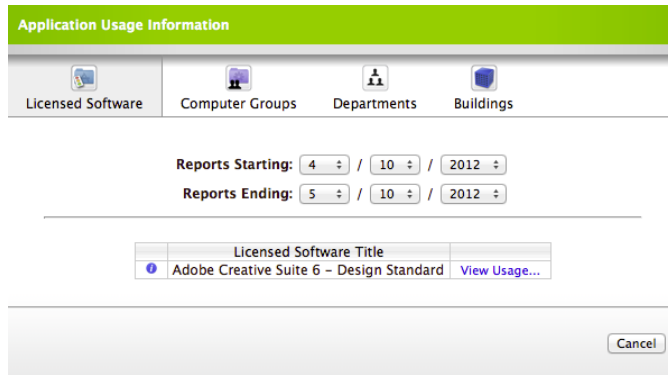 Application Usage Information
Licensed Software Computer Groups Departments Buildings
Reports Starting: 4 / 10 / 2012
Reports Ending: 5 / 10 / 2012
Licensed Software Title
Adobe Creative Suite 6 – Design Standard View Usage...
Cancel